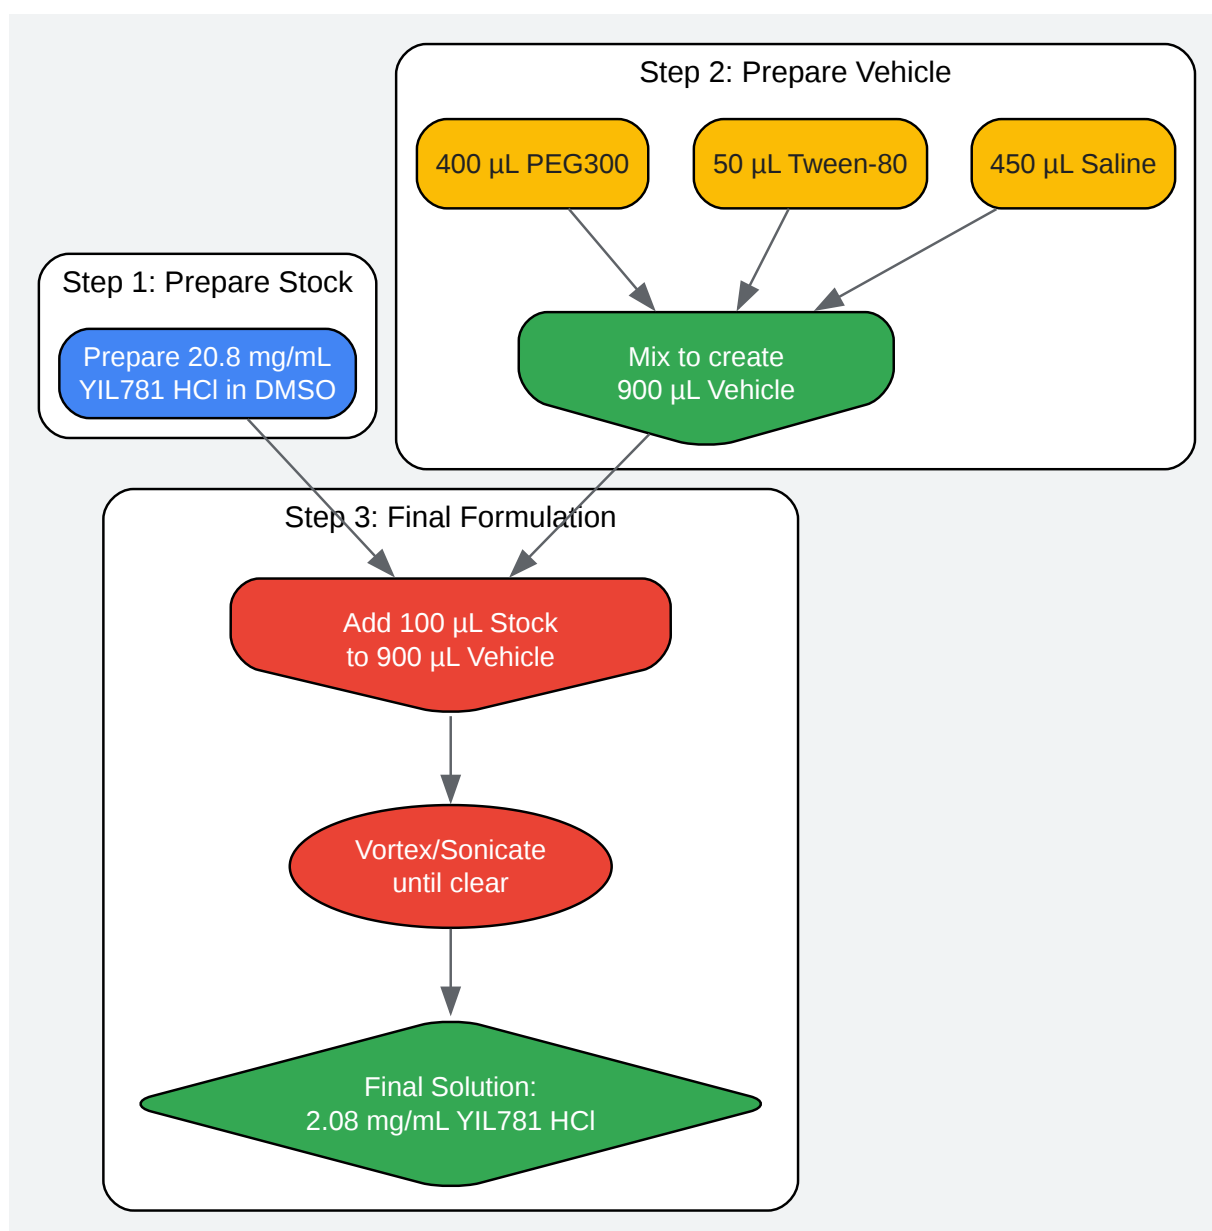 Step 2: Prepare Vehicle
400 µL PEG300
50 µL Tween-80
450 µL Saline
Step 1: Prepare Stock
Prepare 20.8 mg/mL
YIL781 HCl in DMSO
Mix to create
900 µL Vehicle
Step 3: Final Formulation
Add 100 µL Stock
to 900 µL Vehicle
Vortex/Sonicate
until clear
Final Solution:
2.08 mg/mL YIL781 HCl